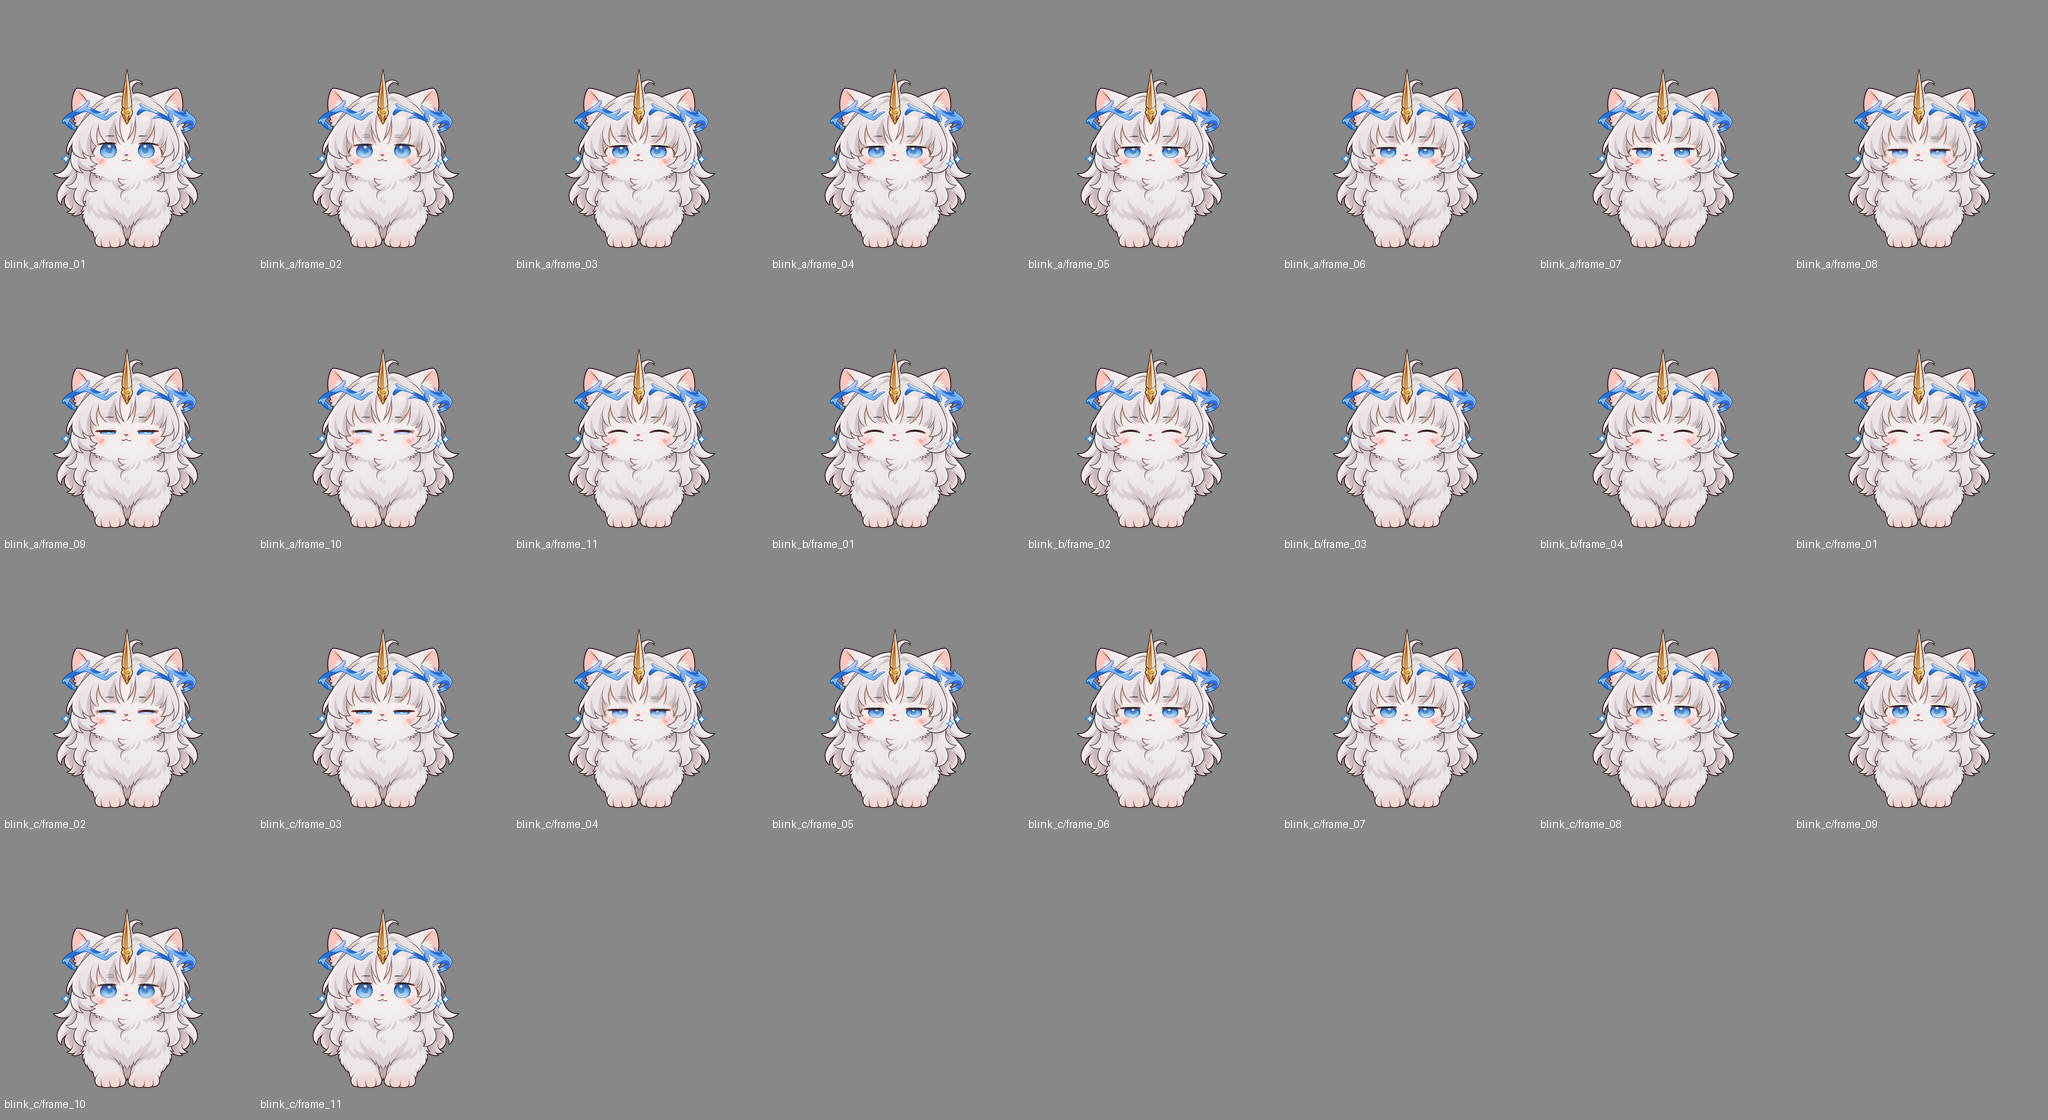 blink_a/frame_01
blink_a/frame_02
blink_a/frame_03
blink_a/frame_04
blink_a/frame_05
blink_a/frame_06
blink_a/frame_07
blink_a/frame_08
blink_a/frame_09
blink_a/frame_10
blink_a/frame_11
blink_b/frame_01
blink_b/frame_02
blink_b/frame_03
blink_b/frame_04
blink_c/frame_01
blink_c/frame_02
blink_c/frame_03
blink_c/frame_04
blink_c/frame_05
blink_c/frame_06
blink_c/frame_07
blink_c/frame_08
blink_c/frame_09
blink_c/frame_10
blink_c/frame_11